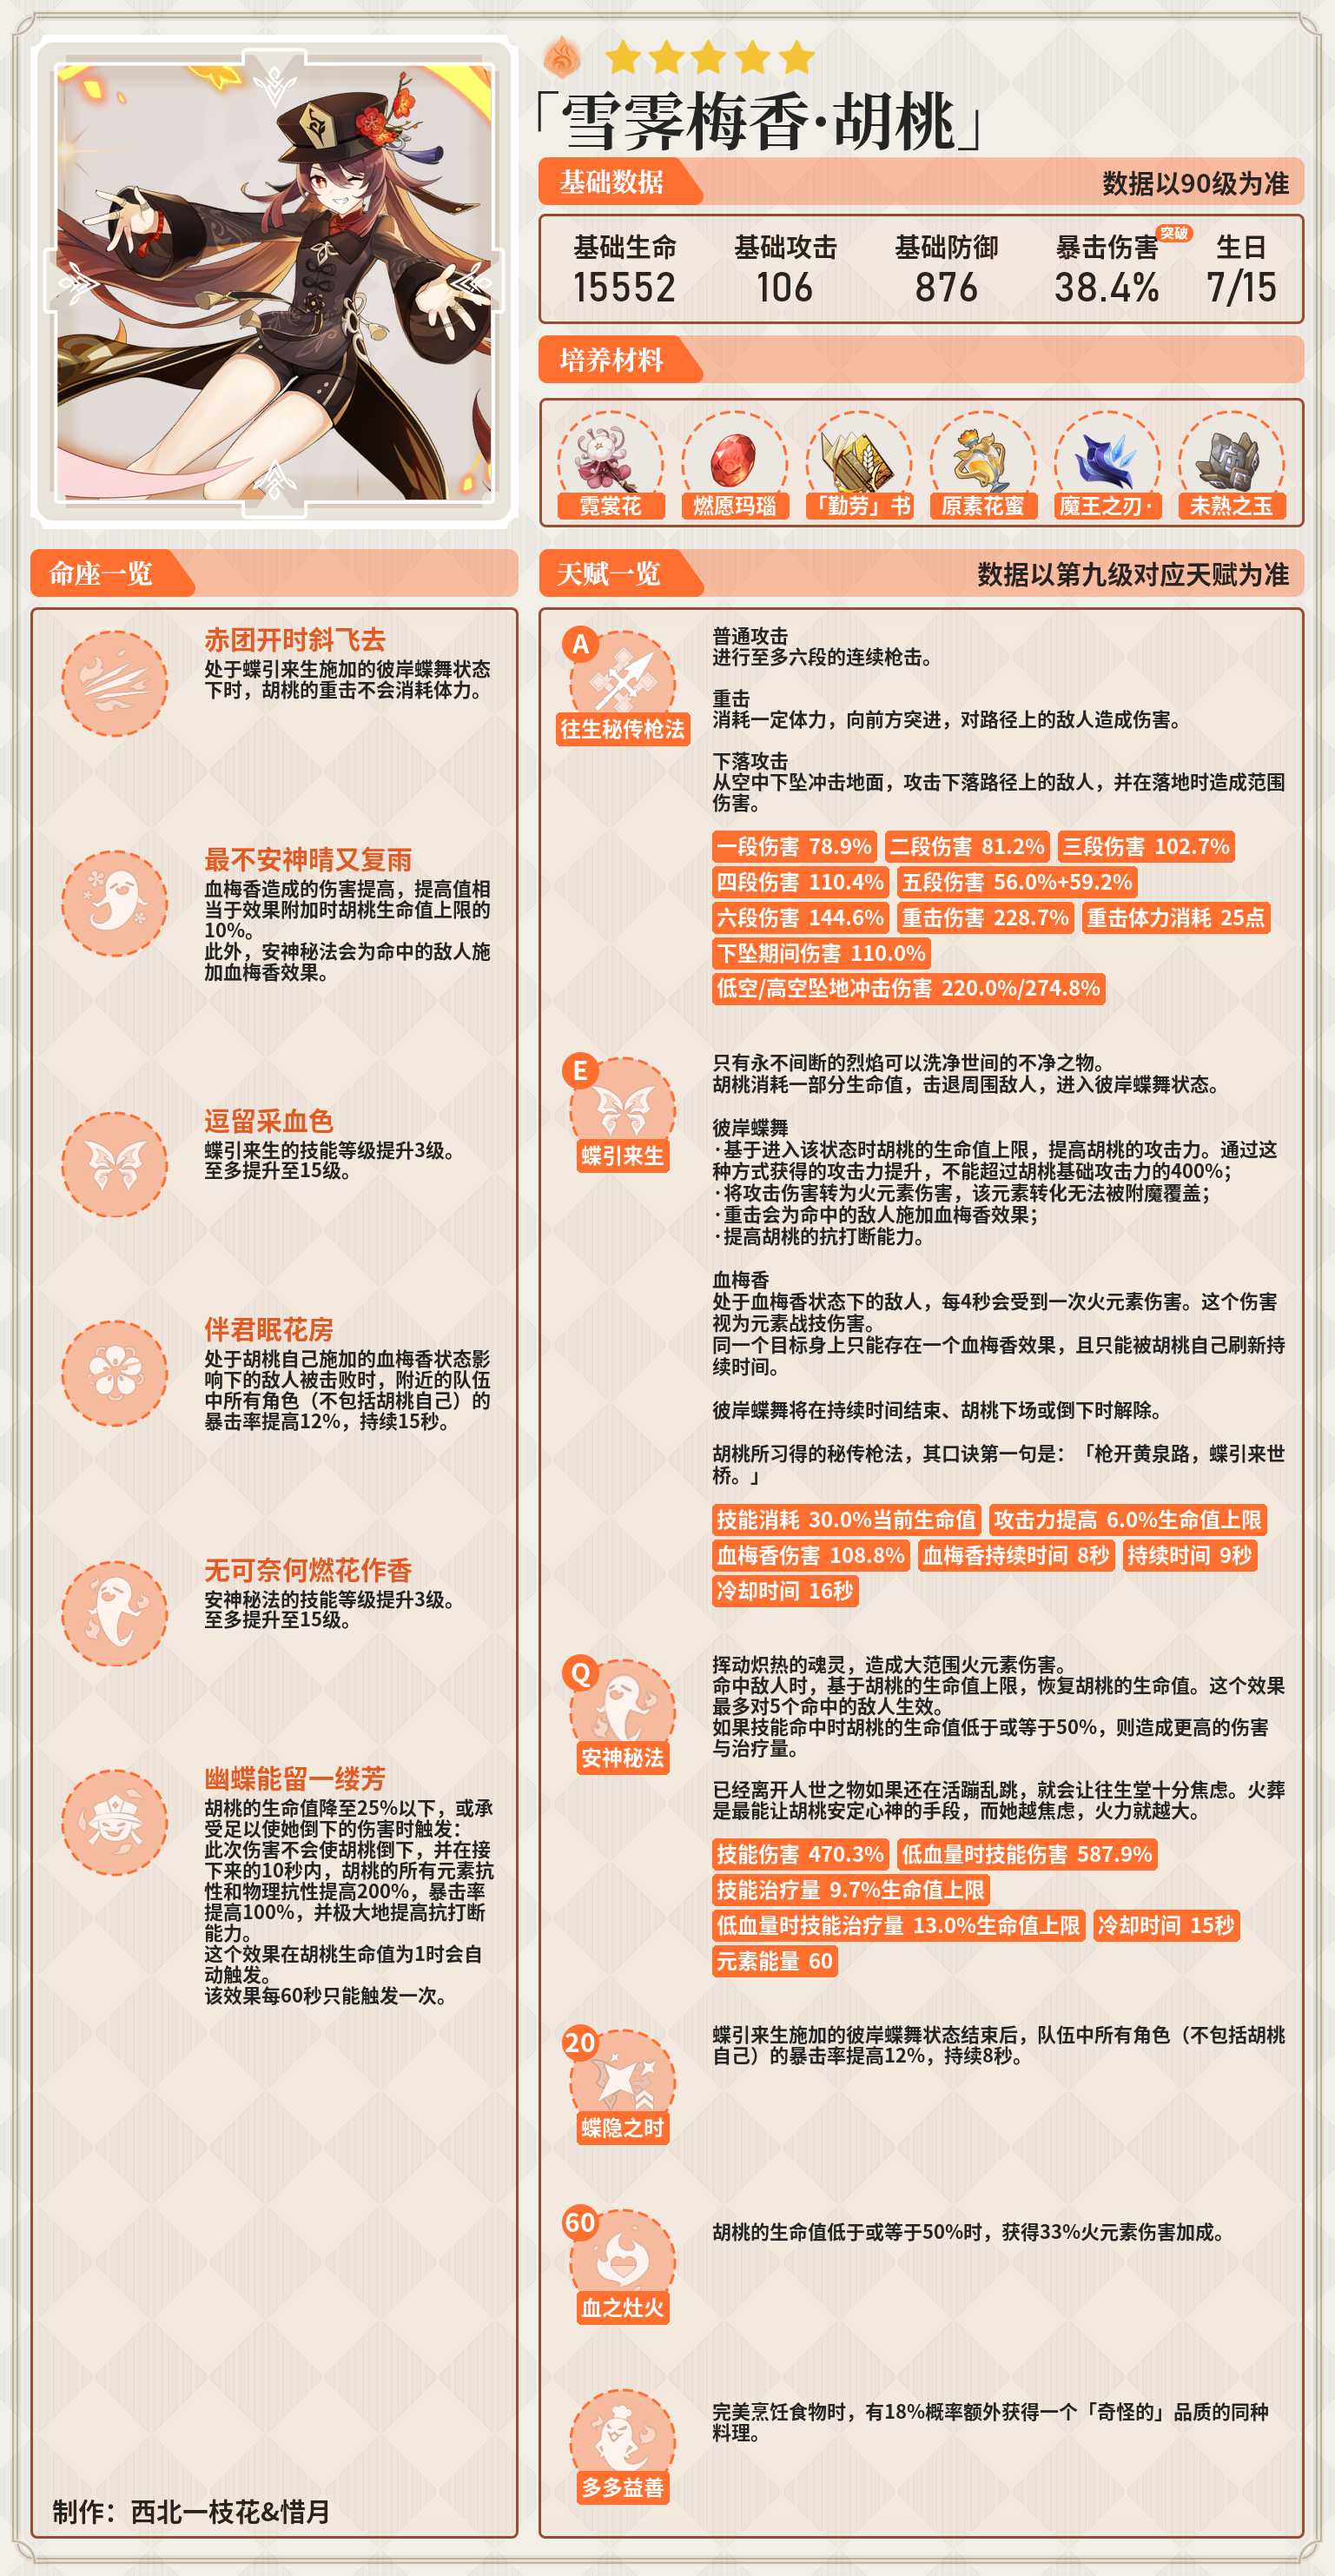 「雪霁梅香·胡桃」
基础数据
数据以90级为准
基础生命 基础攻击 基础防御 暴击伤害 突破 生日
15552 106 876 38.4% 7/15
培养材料
霓裳花 燃愿玛瑙 「勤劳」书 原素花蜜 魔王之刃· 未熟之玉
命座一览
赤团开时斜飞去
处于蝶引来生施加的彼岸蝶舞状态
下时，胡桃的重击不会消耗体力。
最不安神晴又复雨
血梅香造成的伤害提高，提高值相
当于效果附加时胡桃生命值上限的
10%。
此外，安神秘法会为命中的敌人施
加血梅香效果。
逗留采血色
蝶引来生的技能等级提升3级。
至多提升至15级。
伴君眠花房
处于胡桃自己施加的血梅香状态影
响下的敌人被击败时，附近的队伍
中所有角色（不包括胡桃自己）的
暴击率提高12%，持续15秒。
无可奈何燃花作香
安神秘法的技能等级提升3级。
至多提升至15级。
幽蝶能留一缕芳
胡桃的生命值降至25%以下，或承
受足以使她倒下的伤害时触发：
此次伤害不会使胡桃倒下，并在接
下来的10秒内，胡桃的所有元素抗
性和物理抗性提高200%，暴击率
提高100%，并极大地提高抗打断
能力。
这个效果在胡桃生命值为1时会自
动触发。
该效果每60秒只能触发一次。
制作：西北一枝花&惜月
天赋一览
数据以第九级对应天赋为准
A
往生秘传枪法
普通攻击
进行至多六段的连续枪击。
重击
消耗一定体力，向前方突进，对路径上的敌人造成伤害。
下落攻击
从空中下坠冲击地面，攻击下落路径上的敌人，并在落地时造成范围
伤害。
一段伤害 78.9% 二段伤害 81.2% 三段伤害 102.7%
四段伤害 110.4% 五段伤害 56.0%+59.2%
六段伤害 144.6% 重击伤害 228.7% 重击体力消耗 25点
下坠期间伤害 110.0%
低空/高空坠地冲击伤害 220.0%/274.8%
E
蝶引来生
只有永不间断的烈焰可以洗净世间的不净之物。
胡桃消耗一部分生命值，击退周围敌人，进入彼岸蝶舞状态。
彼岸蝶舞
·基于进入该状态时胡桃的生命值上限，提高胡桃的攻击力。通过这
种方式获得的攻击力提升，不能超过胡桃基础攻击力的400%；
·将攻击伤害转为火元素伤害，该元素转化无法被附魔覆盖；
·重击会为命中的敌人施加血梅香效果；
·提高胡桃的抗打断能力。
血梅香
处于血梅香状态下的敌人，每4秒会受到一次火元素伤害。这个伤害
视为元素战技伤害。
同一个目标身上只能存在一个血梅香效果，且只能被胡桃自己刷新持
续时间。
彼岸蝶舞将在持续时间结束、胡桃下场或倒下时解除。
胡桃所习得的秘传枪法，其口诀第一句是：「枪开黄泉路，蝶引来世
桥。」
技能消耗 30.0%当前生命值 攻击力提高 6.0%生命值上限
血梅香伤害 108.8% 血梅香持续时间 8秒 持续时间 9秒
冷却时间 16秒
Q
安神秘法
挥动炽热的魂灵，造成大范围火元素伤害。
命中敌人时，基于胡桃的生命值上限，恢复胡桃的生命值。这个效果
最多对5个命中的敌人生效。
如果技能命中时胡桃的生命值低于或等于50%，则造成更高的伤害
与治疗量。
已经离开人世之物如果还在活蹦乱跳，就会让往生堂十分焦虑。火葬
是最能让胡桃安定心神的手段，而她越焦虑，火力就越大。
技能伤害 470.3% 低血量时技能伤害 587.9%
技能治疗量 9.7%生命值上限
低血量时技能治疗量 13.0%生命值上限 冷却时间 15秒
元素能量 60
20
蝶隐之时
蝶引来生施加的彼岸蝶舞状态结束后，队伍中所有角色（不包括胡桃
自己）的暴击率提高12%，持续8秒。
60
血之灶火
胡桃的生命值低于或等于50%时，获得33%火元素伤害加成。
多多益善
完美烹饪食物时，有18%概率额外获得一个「奇怪的」品质的同种
料理。